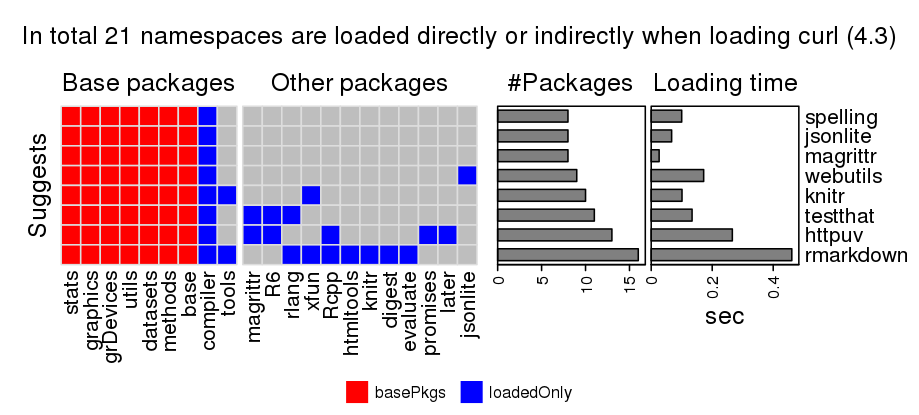 In total 21 namespaces are loaded directly or indirectly when loading curl (4.3)
Base packages
Other packages
#Packages
Loading time
Suggests
spelling
jsonlite
magrittr
webutils
knitr
testthat
httpuv
rmarkdown
stats
graphics
grDevices
utils
datasets
methods
base
compiler
tools
magrittr
R6
rlang
xfun
Rcpp
htmltools
knitr
digest
evaluate
promises
later
jsonlite
0
5
10
15
0
0.2
0.4
sec
basePkgs
loadedOnly